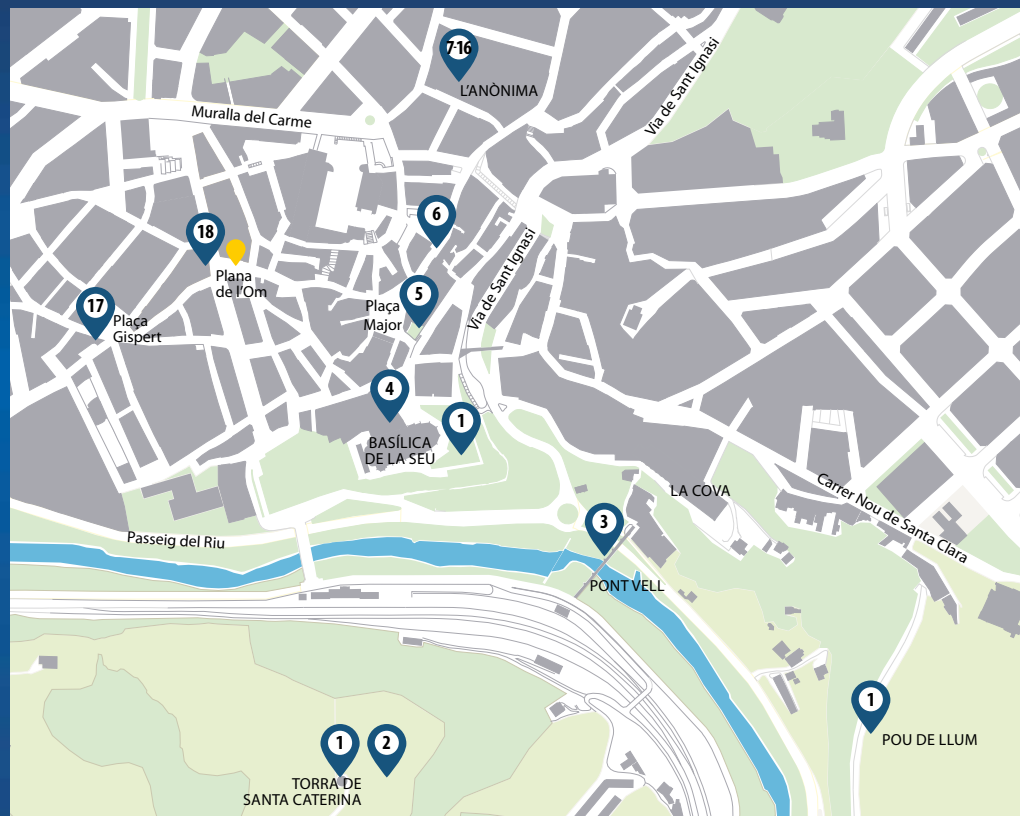 7-16
L'ANÒNIMA
Via de Sant Ignasi
Muralla del Carme
6
18
Plana
de l'Om
Via de Sant Ignasi
5
Plaça
Major
17
Plaça
Gispert
4
1
BASÍLICA
DE LA SEU
LA COVA
Carrer Nou de Santa Clara
3
Passeig del Riu
PONT VELL
1
POU DE LLUM
1
2
TORRA DE
SANTA CATERINA